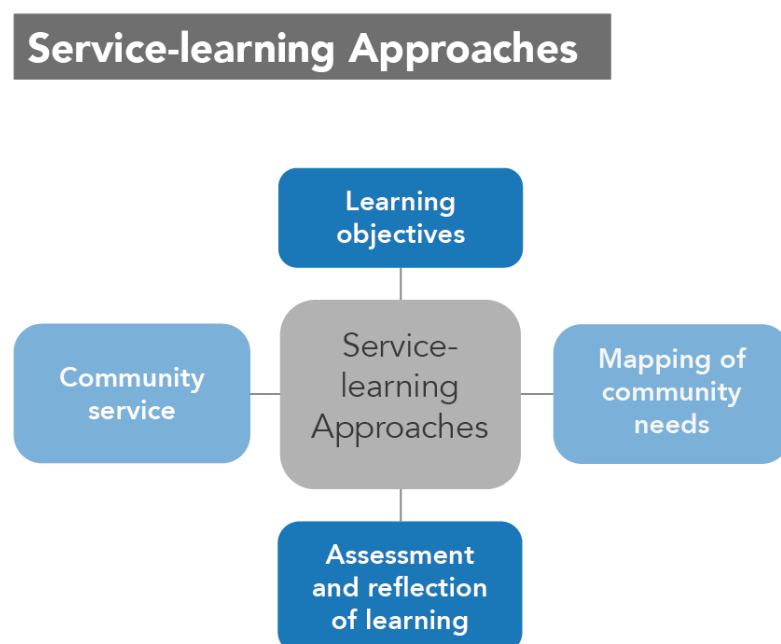 Service-learning Approaches
Learning
objectives
Community
service
Service-
learning
Approaches
Mapping of
community
needs
Assessment
and reflection
of learning